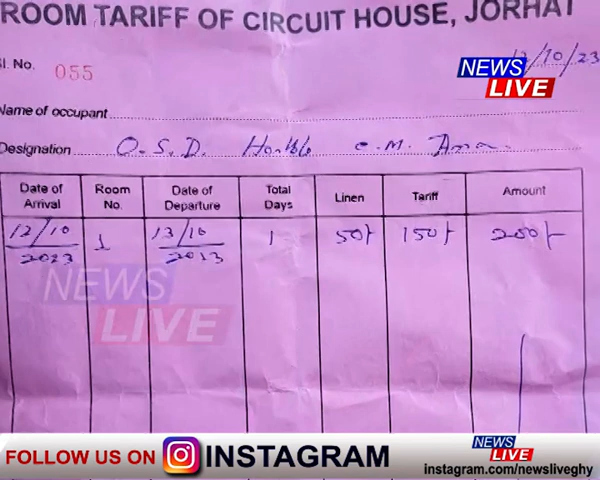 ROOM TARIFF OF CIRCUIT HOUSE, JORHAT
Sl. No. 055
/10/23
NEWS
LIVE
Name of occupant
Designation O.S.D. Hon'ble C.M.
Date of Arrival Room No. Date of Departure Total Days Linen Tariff Amount
12/10 1 13/10 1 50/- 150/- 200/-
2023 2023
NEWS
LIVE
FOLLOW US ON INSTAGRAM
NEWS
LIVE
instagram.com/newsliveghy